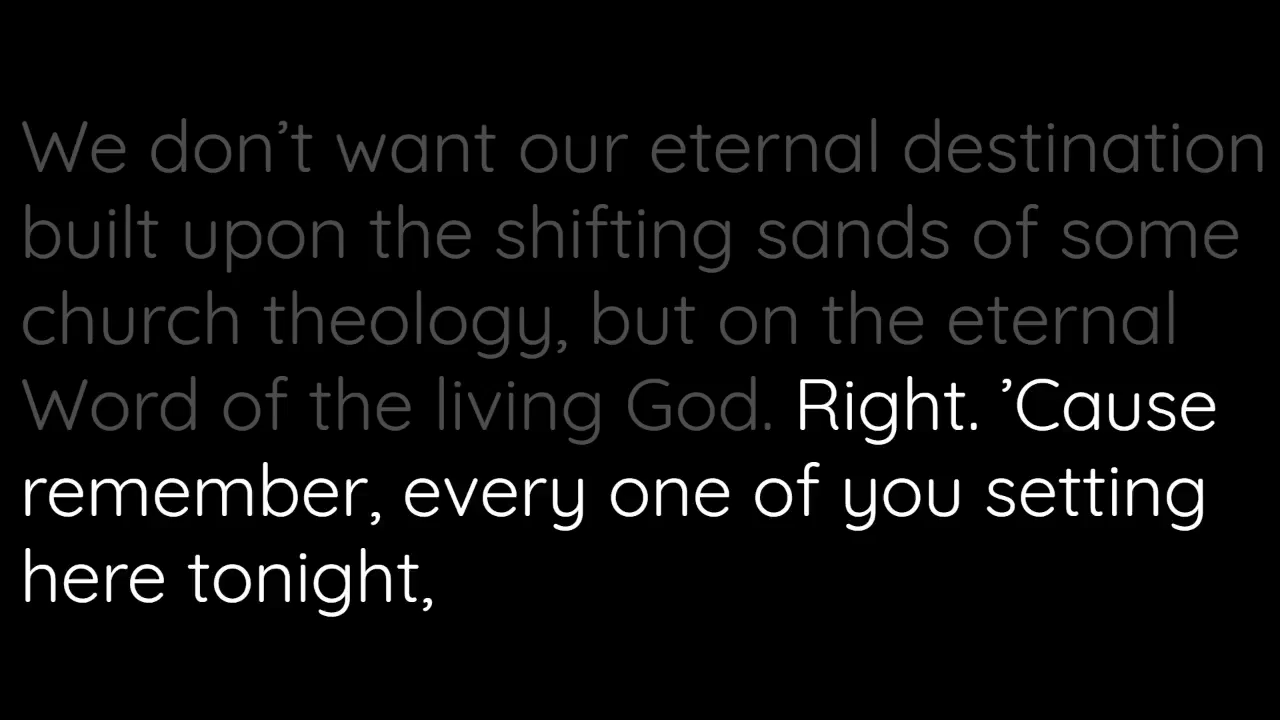 We don’t want our eternal destination
built upon the shifting sands of some
church theology, but on the eternal
Word of the living God. Right. ’Cause
remember, every one of you setting
here tonight,